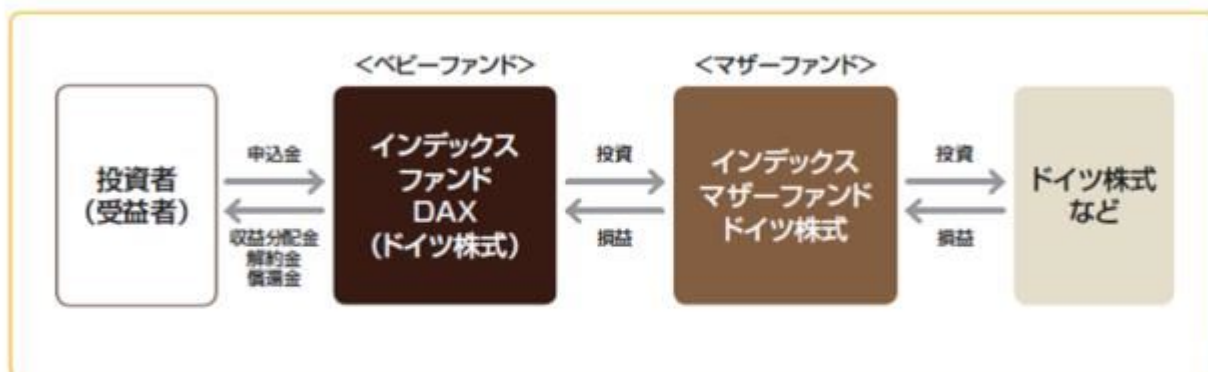 <ベビーファンド>
<マザーファンド>
投資者
(受益者)
申込金
収益分配金
解約金
償還金
インデックス
ファンド
DAX
(ドイツ株式)
投資
損益
インデックス
マザーファンド
ドイツ株式
投資
損益
ドイツ株式
など